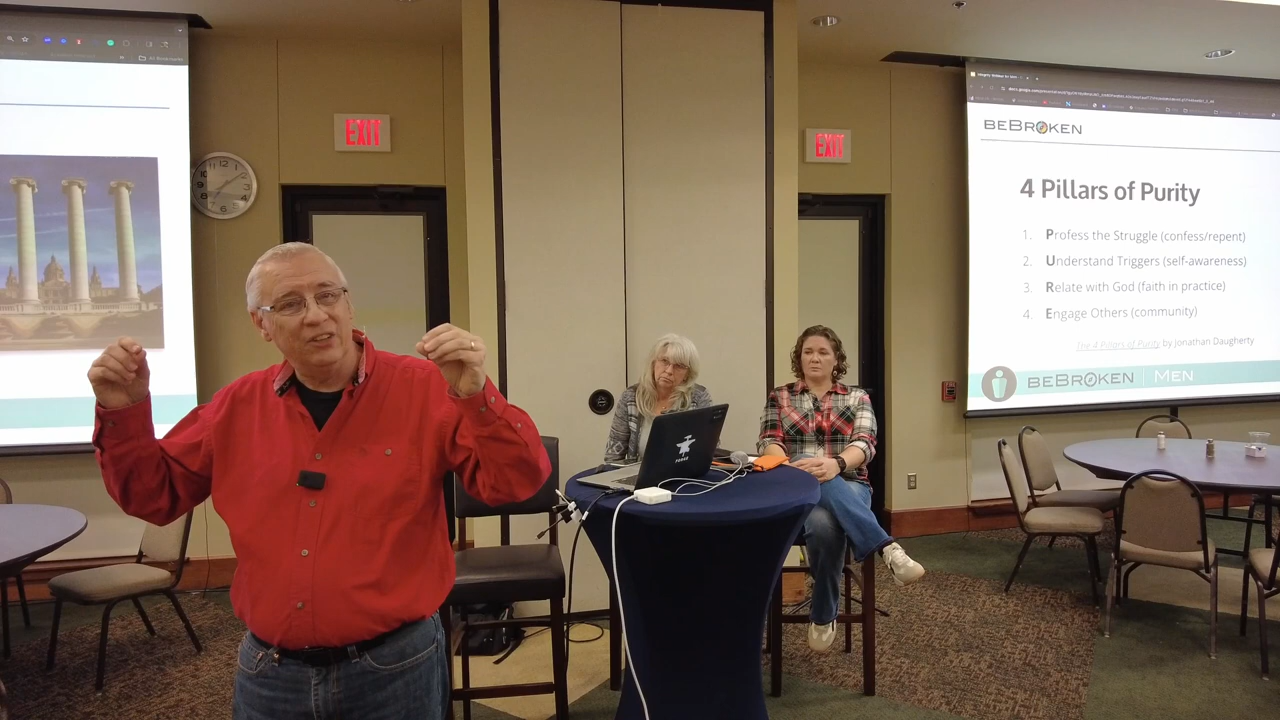 EXIT
EXIT
BEBROKEN
4 Pillars of Purity
1. Profess the Struggle (confess/repent)
2. Understand Triggers (self-awareness)
3. Relate with God (faith in practice)
4. Engage Others (community)
The 4 Pillars of Purity by Jonathan Daugherty
BEBROKEN | MEN